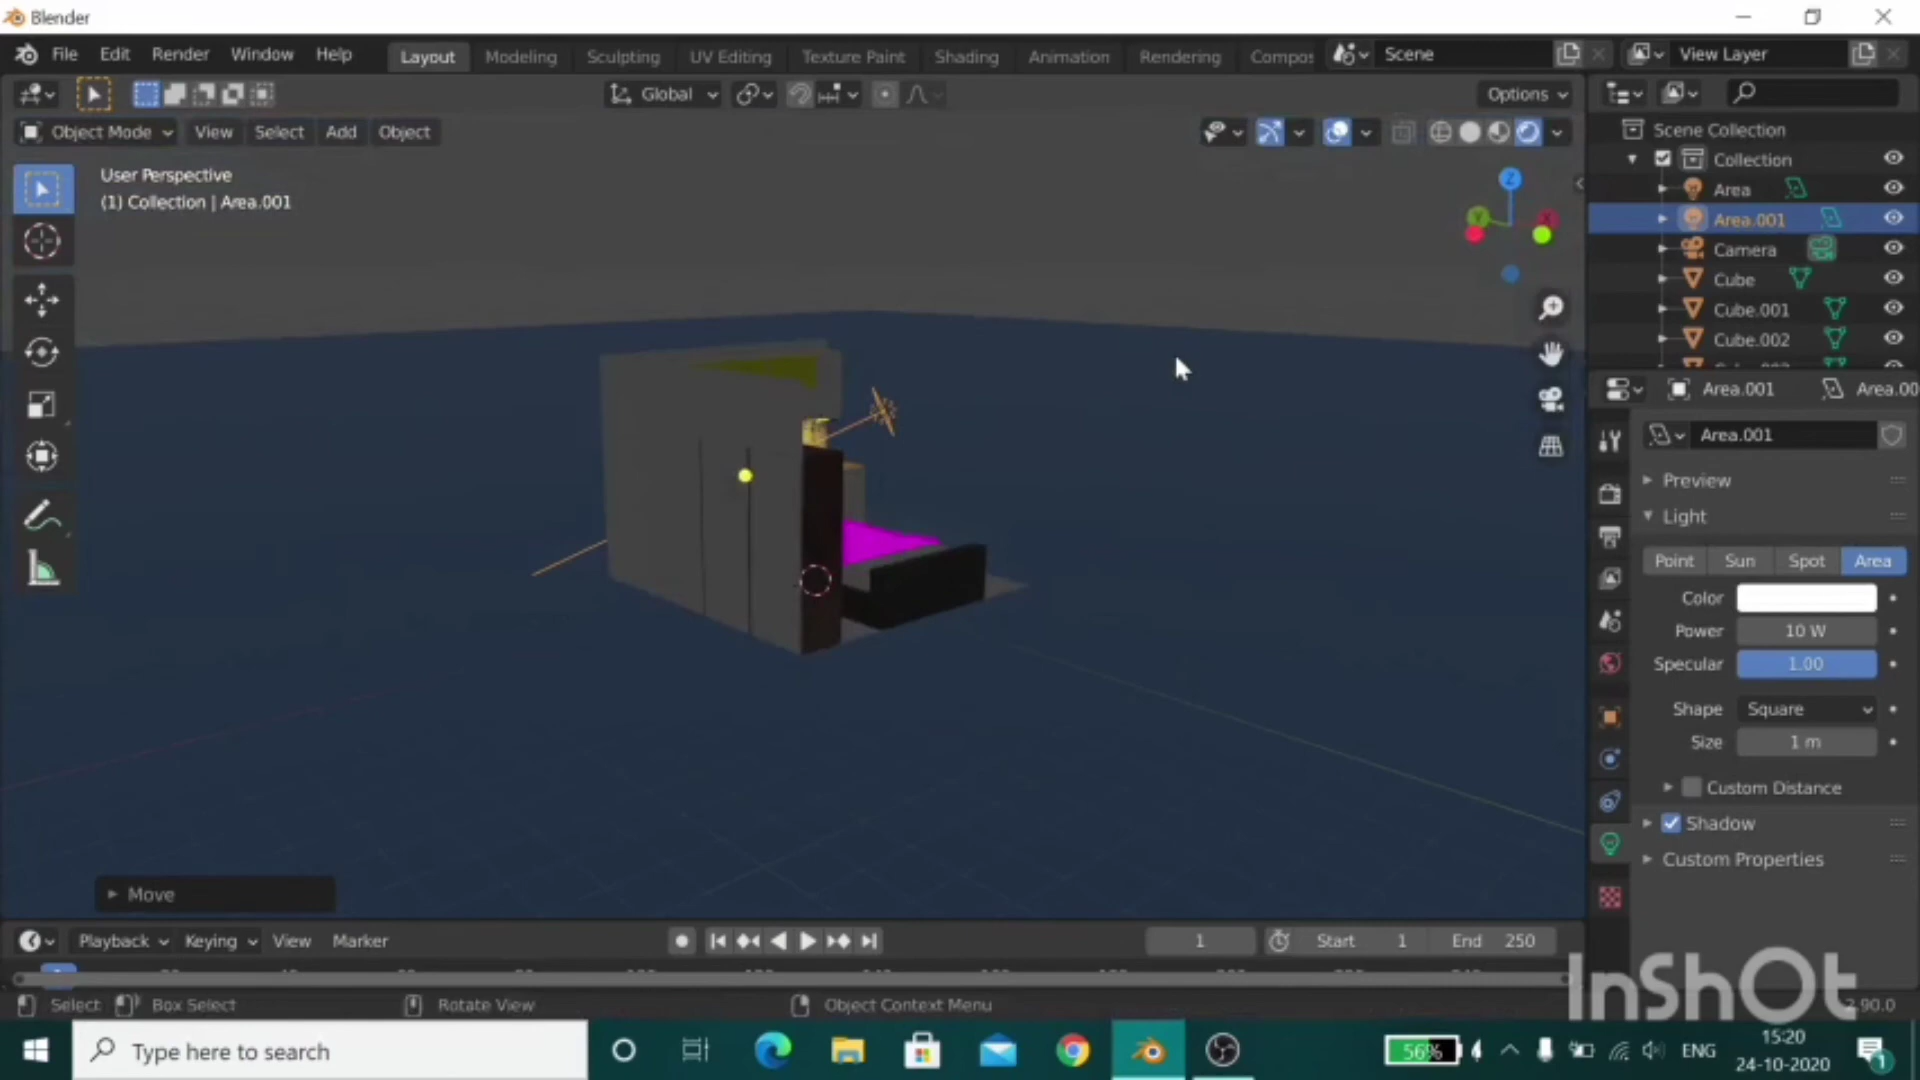 Blender
File Edit Render Window Help Layout Modeling Sculpting UV Editing Texture Paint Shading Animation Rendering Compos Scene View Layer
Global Options
Object Mode View Select Add Object
User Perspective
(1) Collection | Area.001
Z
Y
X
Scene Collection
Collection
Area
Area.001
Camera
Cube
Cube.001
Cube.002
Area.001 Area.00
Area.001
Preview
Light
Point Sun Spot Area
Color
Power 10 W
Specular 1.00
Shape Square
Size 1 m
Custom Distance
Shadow
Custom Properties
Move
Playback Keying View Marker 1 Start 1 End 250
Select Box Select Rotate View Object Context Menu 2.90.0
InShOt
Type here to search 56% ENG 15:20
24-10-2020
1